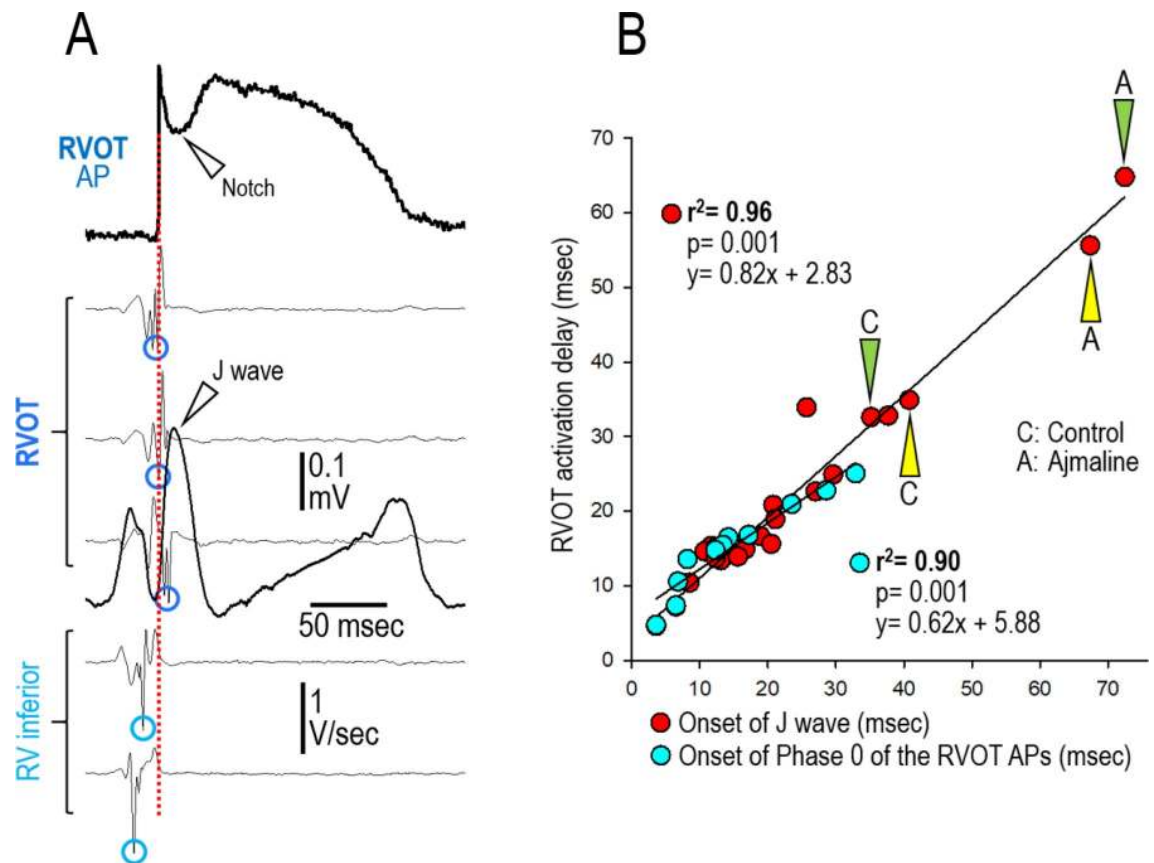 A
RVOT
AP
Notch
RVOT
J wave
0.1
mV
50 msec
RV inferior
1
V/sec
B
RVOT activation delay (msec)
70
60
50
40
30
20
10
0
A
r²= 0.96
p= 0.001
y= 0.82x + 2.83
C
A
C: Control
A: Ajmaline
C
r²= 0.90
p= 0.001
y= 0.62x + 5.88
0 10 20 30 40 50 60 70
Onset of J wave (msec)
Onset of Phase 0 of the RVOT APs (msec)